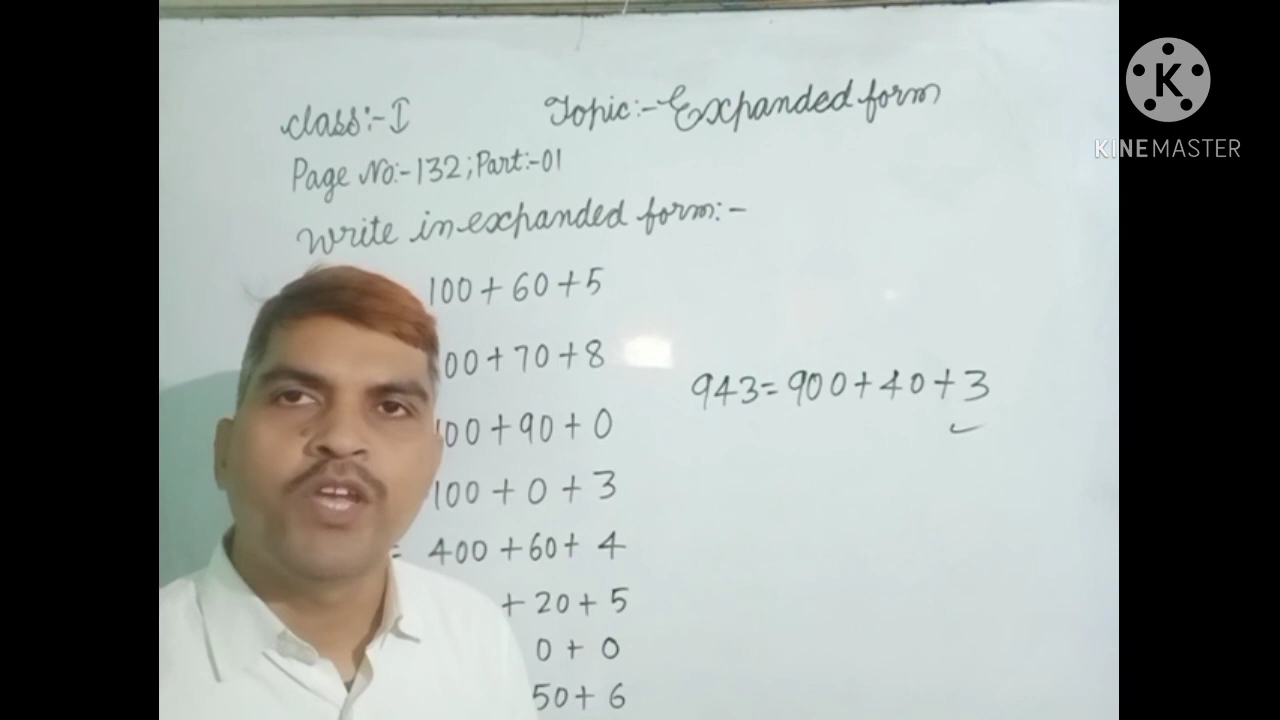 Class:- I
Topic:- Expanded form
Page No:- 132; Part:- 01
Write in expanded form:-
100 + 60 + 5
00 + 70 + 8
100 + 90 + 0
100 + 0 + 3
= 400 + 60 + 4
+ 20 + 5
0 + 0
50 + 6
943 = 900 + 40 + 3
K
KINEMASTER